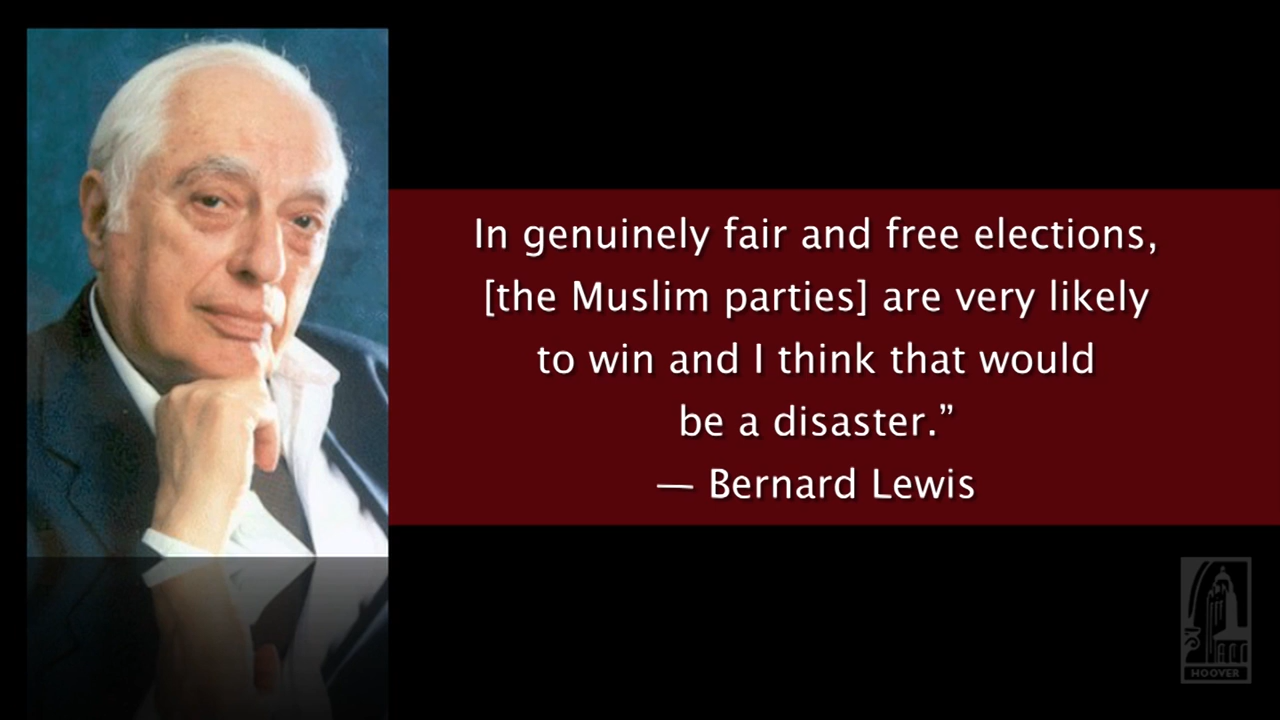 In genuinely fair and free elections,
[the Muslim parties] are very likely
to win and I think that would
be a disaster.”
— Bernard Lewis
HOOVER